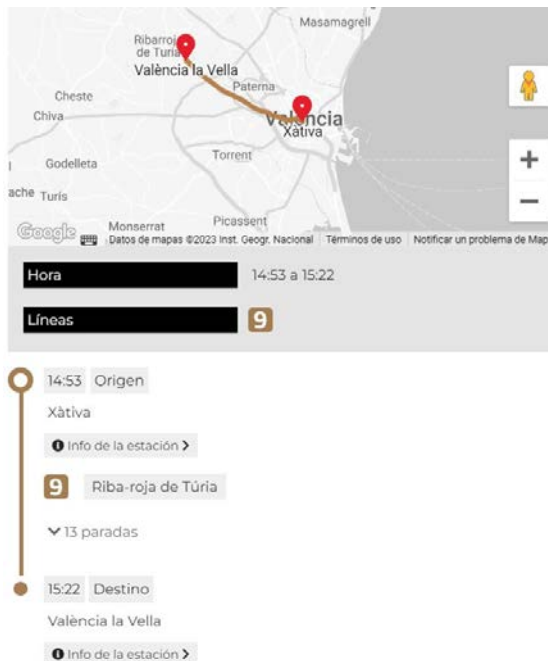 Masamagrell
Ribarroja
de Turia
València la Vella
Paterna
Cheste
Chiva
València
Xàtiva
Torrent
Godelleta
ache Turís
Picassent
Monserrat
Google
Datos de mapas ©2023 Inst. Geogr. Nacional Términos de uso Notificar un problema de Map
Hora 14:53 a 15:22
Líneas 9
14:53 Origen
Xàtiva
Info de la estación
9 Riba-roja de Túria
13 paradas
15:22 Destino
València la Vella
Info de la estación